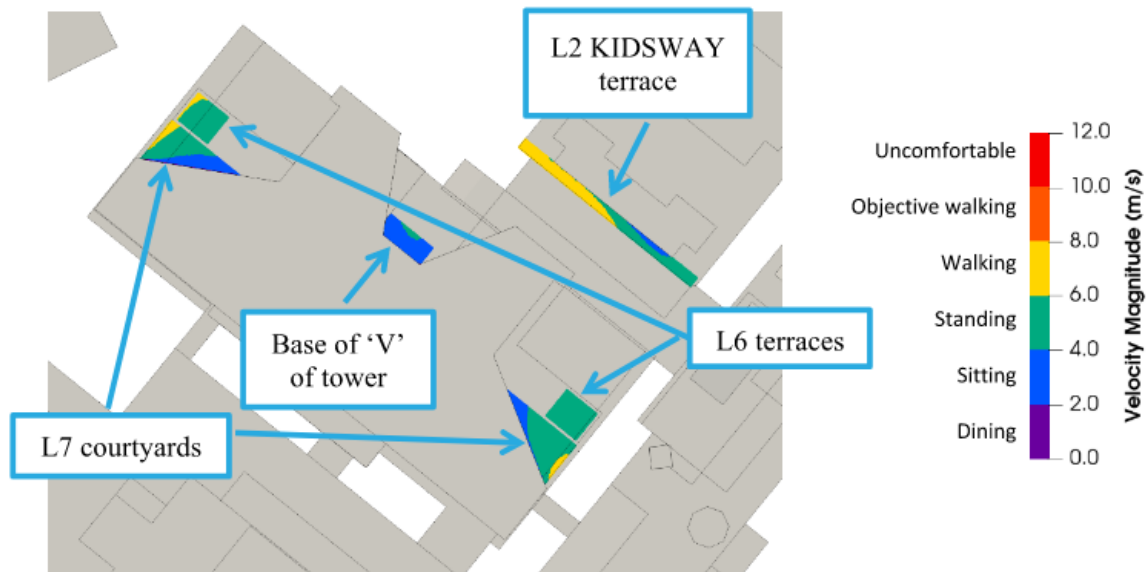 L2 KIDSWAY
terrace
Base of ‘V’
of tower
L6 terraces
L7 courtyards
Uncomfortable
Objective walking
Walking
Standing
Sitting
Dining
12.0
10.0
8.0
6.0
4.0
2.0
0.0
Velocity Magnitude (m/s)